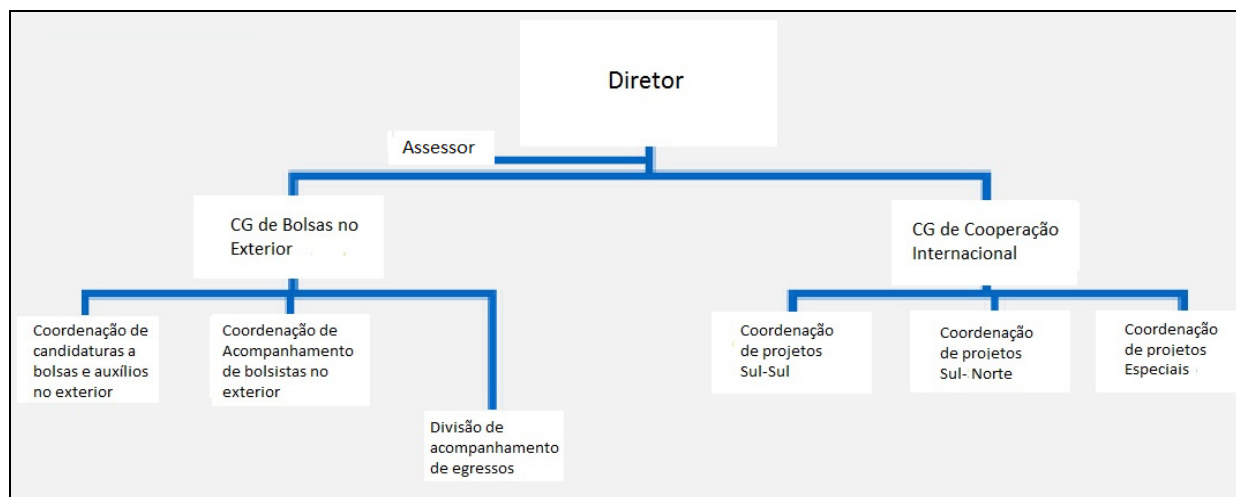 Diretor
Assessor
CG de Bolsas no
Exterior
CG de Cooperação
Internacional
Coordenação de
candidaturas a
bolsas e auxílios
no exterior
Coordenação de
Acompanhamento
de bolsistas no
exterior
Divisão de
acompanhamento
de egressos
Coordenação
de projetos
Sul-Sul
Coordenação
de projetos
Sul- Norte
Coordenação
de projetos
Especiais